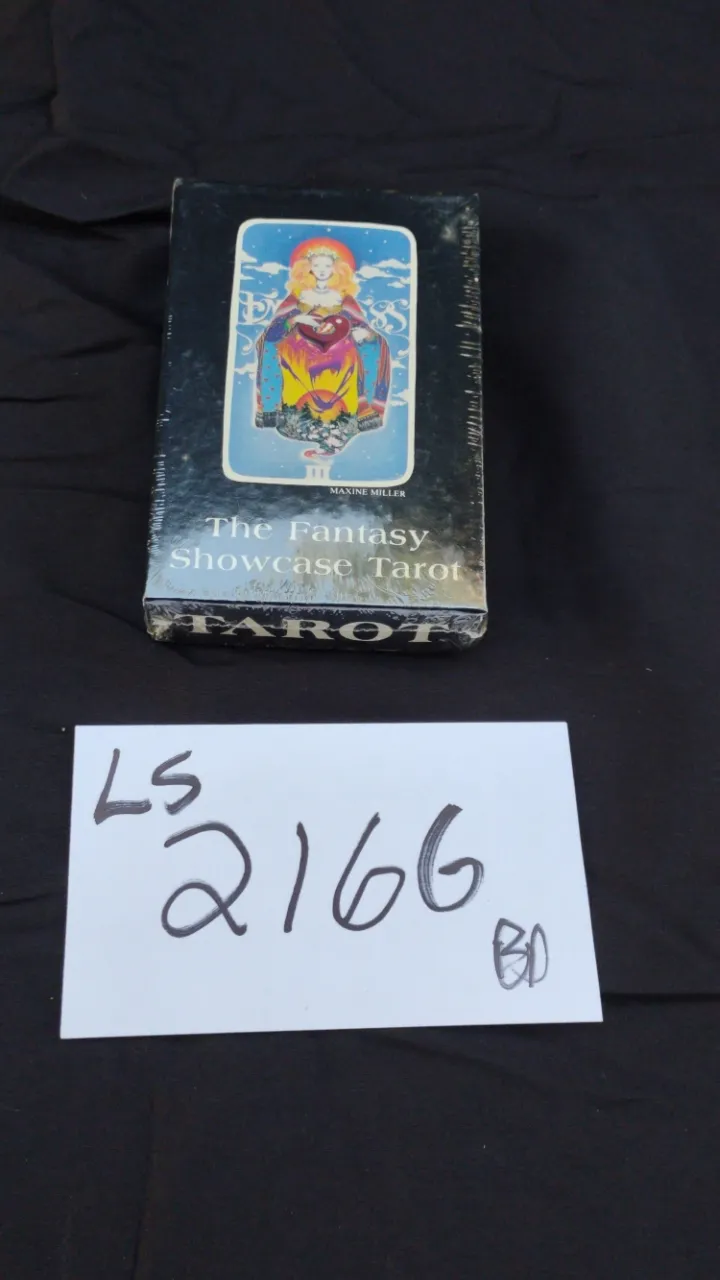 MAXINE MILLER
The Fantasy
Showcase Tarot
TAROT
LS
2166
BD